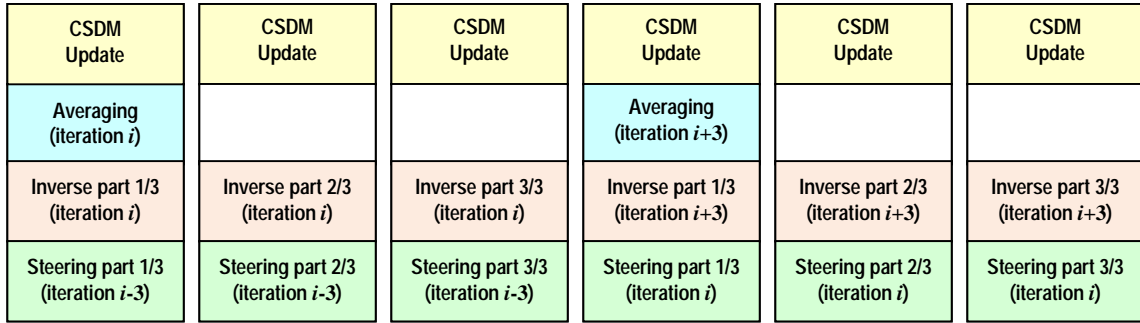 CSDM
Update
Averaging
(iteration i)
Inverse part 1/3
(iteration i)
Steering part 1/3
(iteration i-3)
CSDM
Update
Inverse part 2/3
(iteration i)
Steering part 2/3
(iteration i-3)
CSDM
Update
Inverse part 3/3
(iteration i)
Steering part 3/3
(iteration i-3)
CSDM
Update
Averaging
(iteration i+3)
Inverse part 1/3
(iteration i+3)
Steering part 1/3
(iteration i)
CSDM
Update
Inverse part 2/3
(iteration i+3)
Steering part 2/3
(iteration i)
CSDM
Update
Inverse part 3/3
(iteration i+3)
Steering part 3/3
(iteration i)